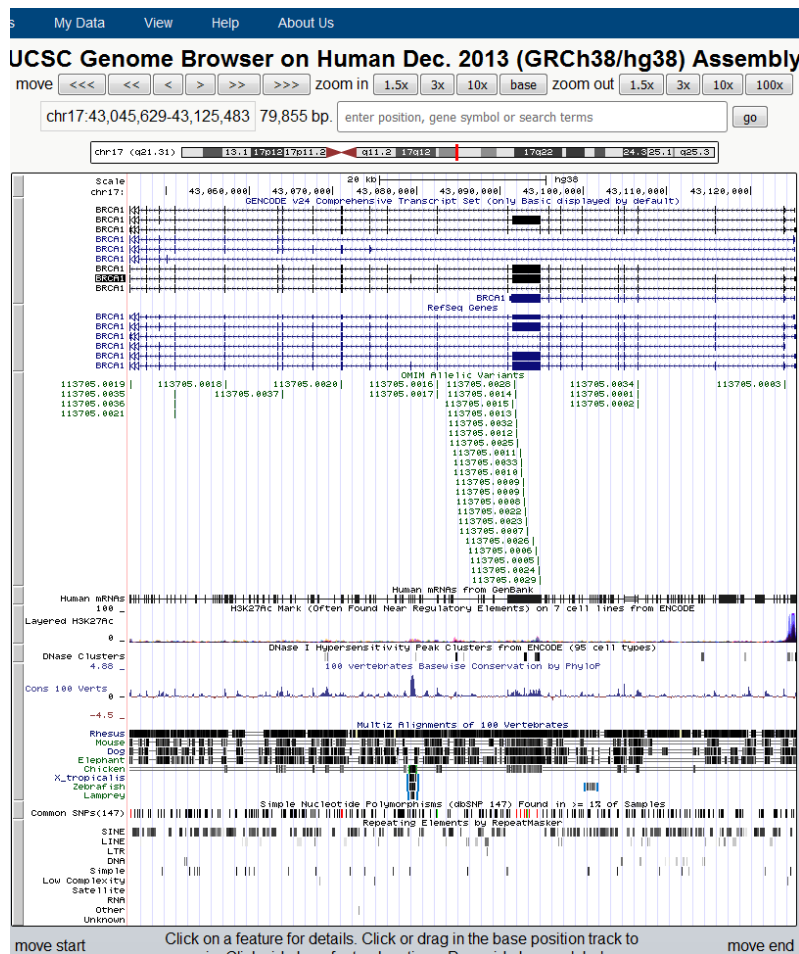 s My Data View Help About Us
UCSC Genome Browser on Human Dec. 2013 (GRCh38/hg38) Assembly
move <<< << < > >> >>> zoom in 1.5x 3x 10x base zoom out 1.5x 3x 10x 100x
chr17:43,045,629-43,125,483 79,855 bp. enter position, gene symbol or search terms go
chr17 (q21.31) 13.1 17p12 17p11.2 q11.2 17q12 17q22 24.3 25.1 q25.3
Scale 20 kb hg38
chr17: 43,060,000 43,070,000 43,080,000 43,090,000 43,100,000 43,110,000 43,120,000
GENCODE v24 Comprehensive Transcript Set (only Basic displayed by default)
BRCA1
BRCA1
BRCA1
BRCA1
BRCA1
BRCA1
BRCA1
BRCA1
BRCA1
BRCA1
RefSeq Genes
BRCA1
BRCA1
BRCA1
BRCA1
BRCA1
BRCA1
OMIM Allelic Variants
113705.0019 113705.0018 113705.0020 113705.0016 113705.0028 113705.0034 113705.0003
113705.0035 113705.0037 113705.0017 113705.0014 113705.0001
113705.0036 113705.0015 113705.0002
113705.0021 113705.0013
113705.0032
113705.0012
113705.0025
113705.0011
113705.0033
113705.0010
113705.0009
113705.0009
113705.0008
113705.0022
113705.0023
113705.0007
113705.0026
113705.0006
113705.0005
113705.0024
113705.0029
Human mRNAs from GenBank
Human mRNAs
H3K27Ac Mark (Often Found Near Regulatory Elements) on 7 cell lines from ENCODE
100 _
Layered H3K27Ac
0 _
DNase I Hypersensitivity Peak Clusters from ENCODE (95 cell types)
DNase Clusters
100 vertebrates Basewise Conservation by PhyloP
4.88 _
Cons 100 Verts 0 _
-4.5 _
Multiz Alignments of 100 Vertebrates
Rhesus
Mouse
Dog
Elephant
Chicken
X_tropicalis
Zebrafish
Lamprey
Simple Nucleotide Polymorphisms (dbSNP 147) Found in >= 1% of Samples
Common SNPs(147)
Repeating Elements by RepeatMasker
SINE
LINE
LTR
DNA
Simple
Low Complexity
Satellite
RNA
Other
Unknown
move start Click on a feature for details. Click or drag in the base position track to move end